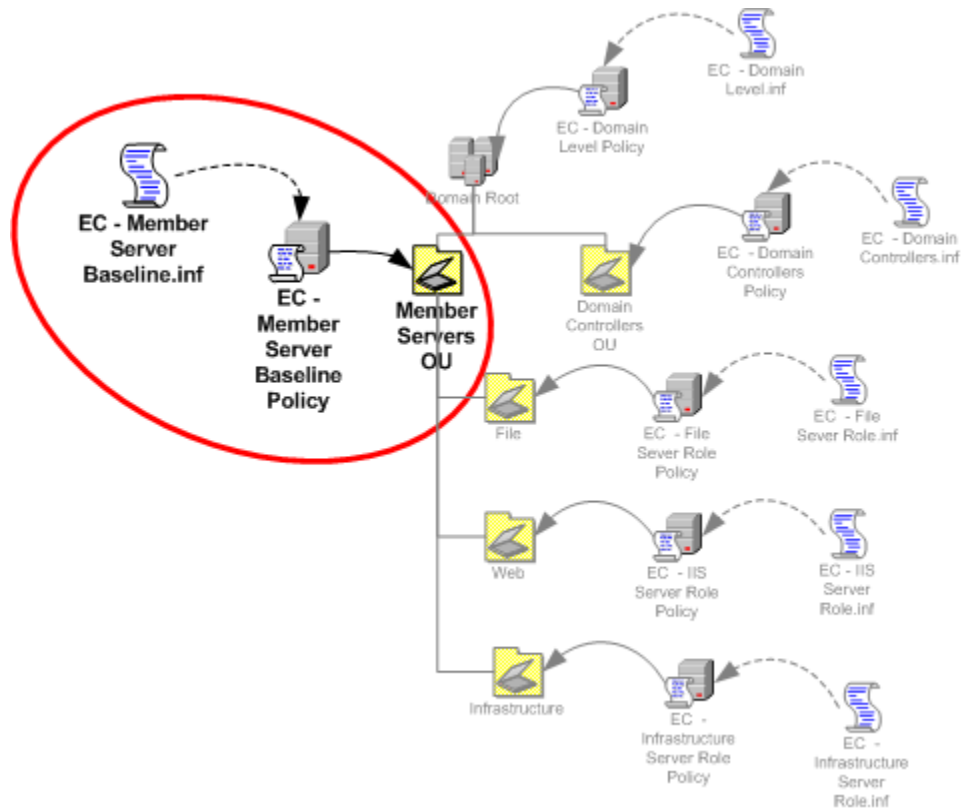 EC - Domain
Level.inf
EC - Domain
Level Policy
Domain Root
EC - Member
Server
Baseline.inf
EC -
Member
Server
Baseline
Policy
Member
Servers
OU
Domain
Controllers
OU
EC - Domain
Controllers
Policy
EC - Domain
Controllers.inf
File
EC - File
Sever Role
Policy
EC - File
Sever Role.inf
Web
EC - IIS
Server Role
Policy
EC - IIS
Server
Role.inf
Infrastructure
EC -
Infrastructure
Server Role
Policy
EC -
Infrastructure
Server
Role.inf